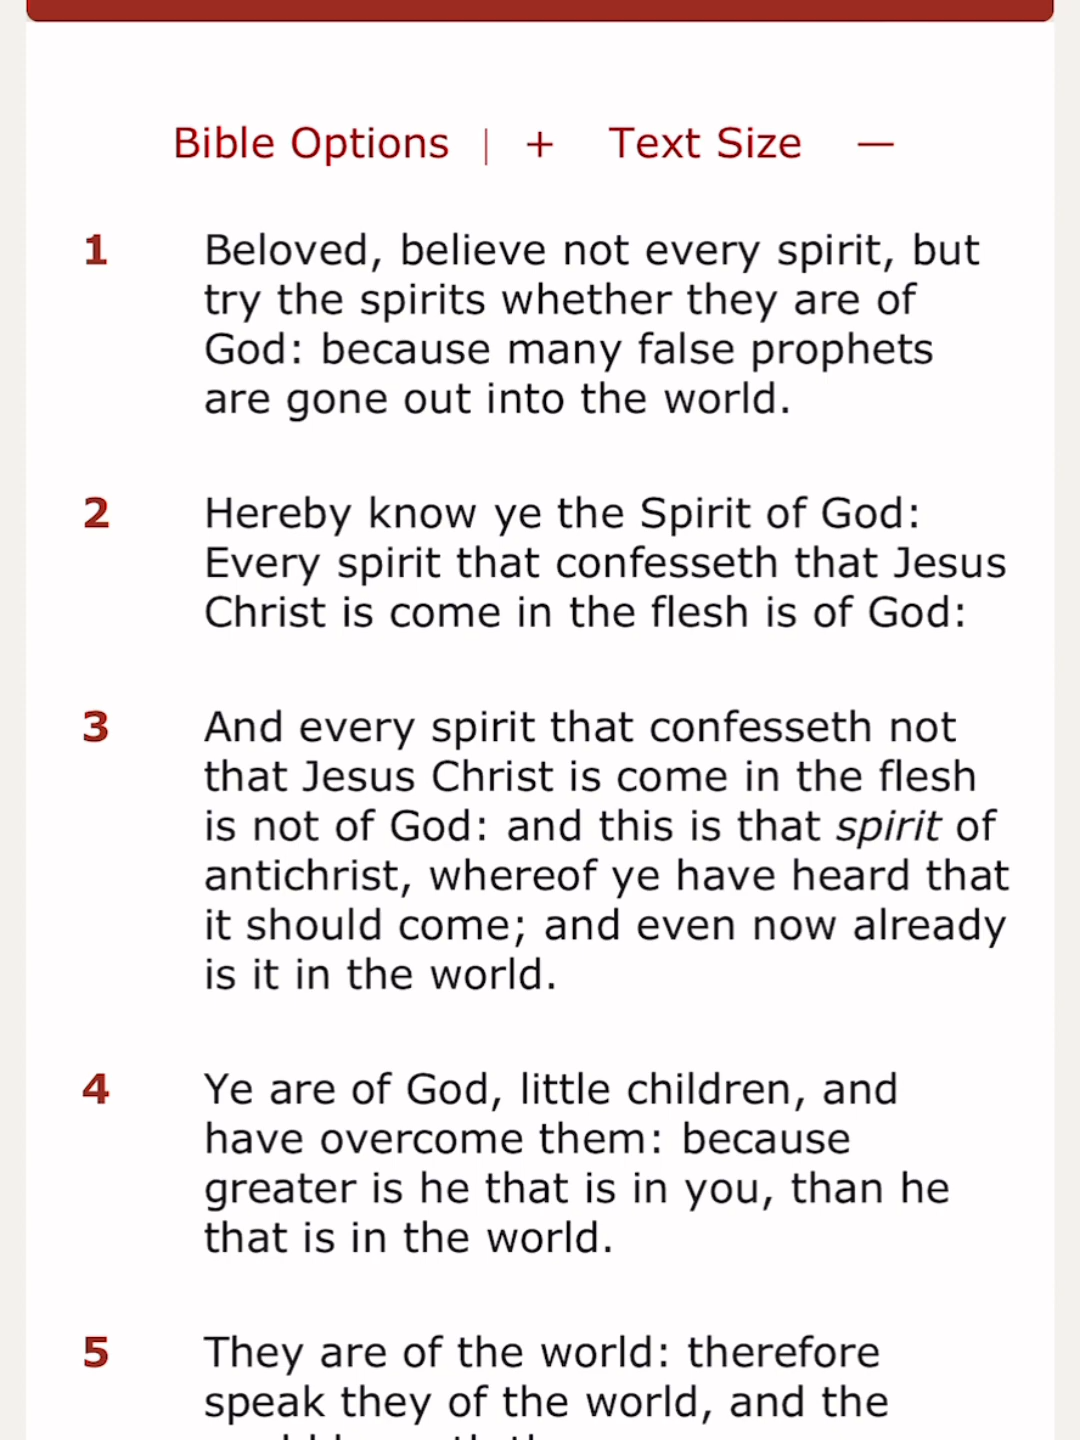 Bible Options | + Text Size —
1 Beloved, believe not every spirit, but
try the spirits whether they are of
God: because many false prophets
are gone out into the world.
2 Hereby know ye the Spirit of God:
Every spirit that confesseth that Jesus
Christ is come in the flesh is of God:
3 And every spirit that confesseth not
that Jesus Christ is come in the flesh
is not of God: and this is that spirit of
antichrist, whereof ye have heard that
it should come; and even now already
is it in the world.
4 Ye are of God, little children, and
have overcome them: because
greater is he that is in you, than he
that is in the world.
5 They are of the world: therefore
speak they of the world, and the